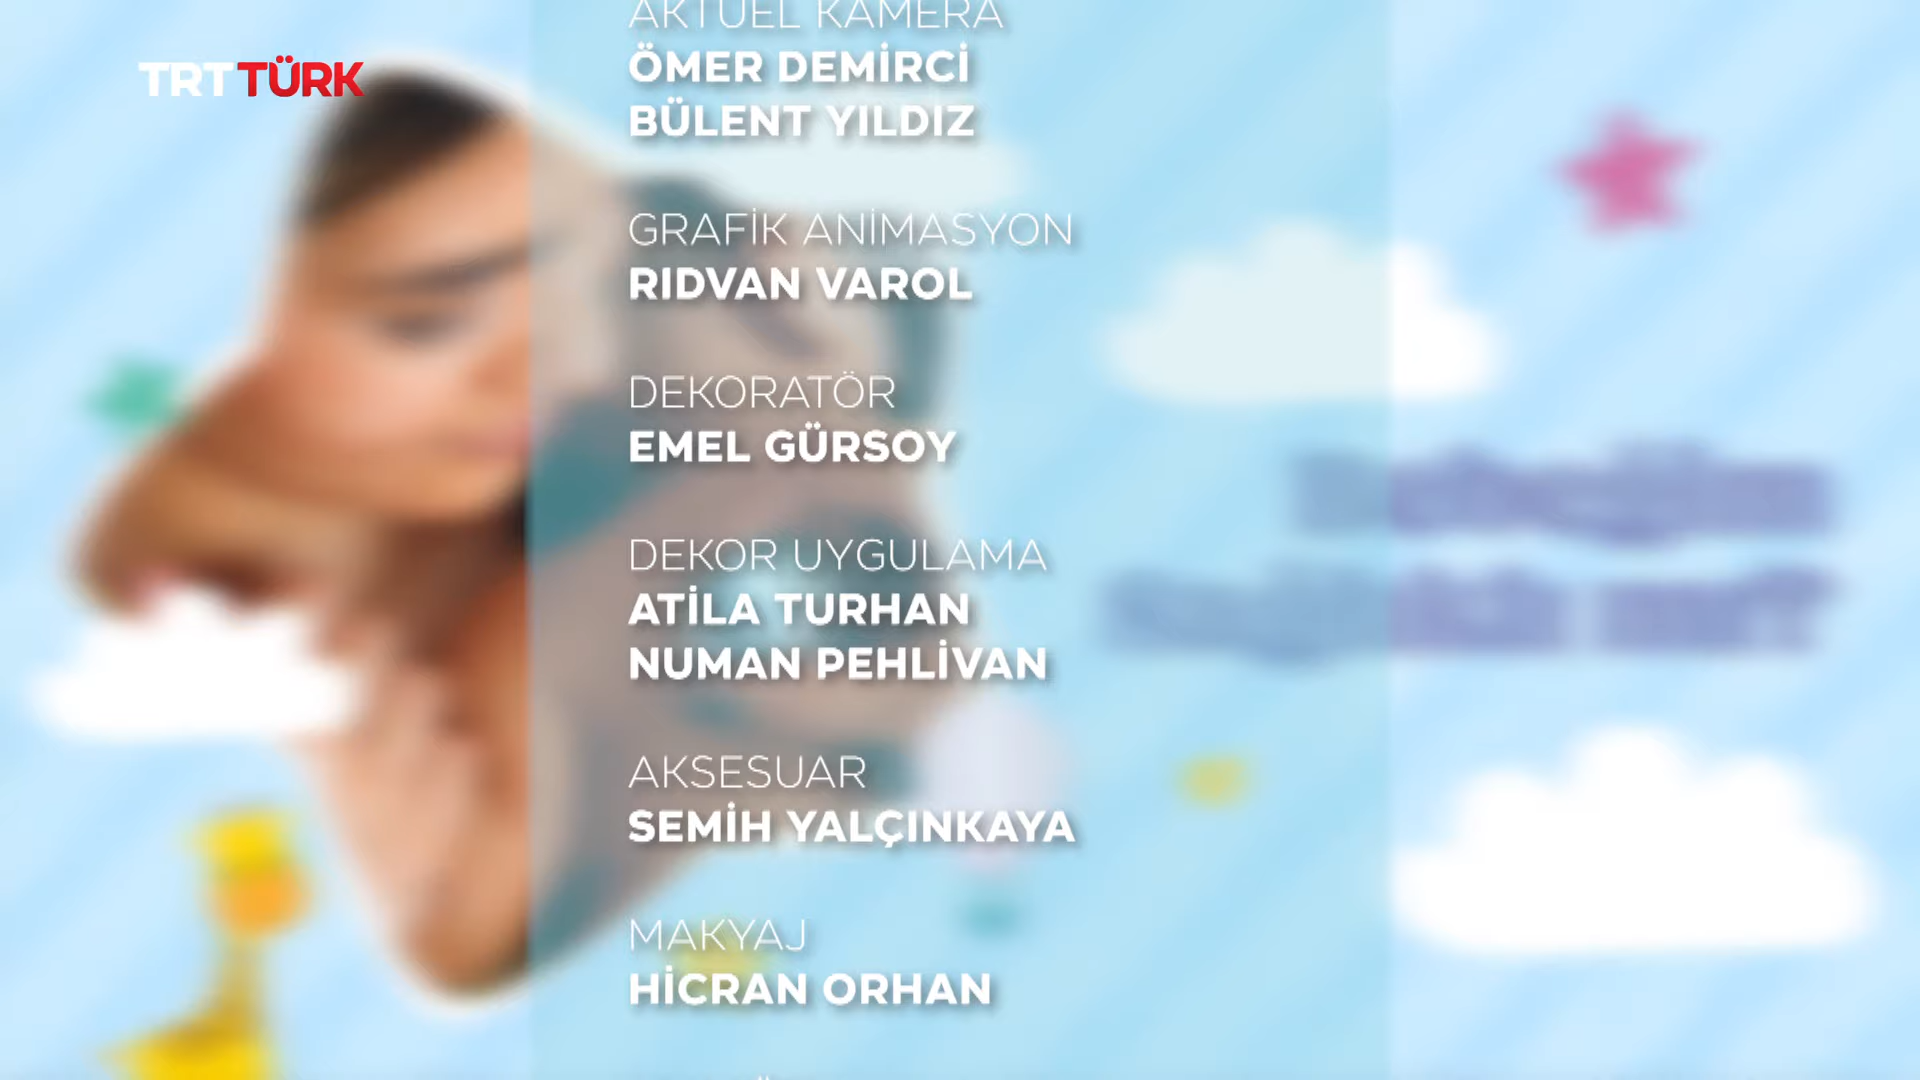 TRT TÜRK
AKTÜEL KAMERA
ÖMER DEMİRCİ
BÜLENT YILDIZ
GRAFİK ANİMASYON
RIDVAN VAROL
DEKORATÖR
EMEL GÜRSOY
DEKOR UYGULAMA
ATİLA TURHAN
NUMAN PEHLİVAN
AKSESUAR
SEMİH YALÇINKAYA
MAKYAJ
HİCRAN ORHAN